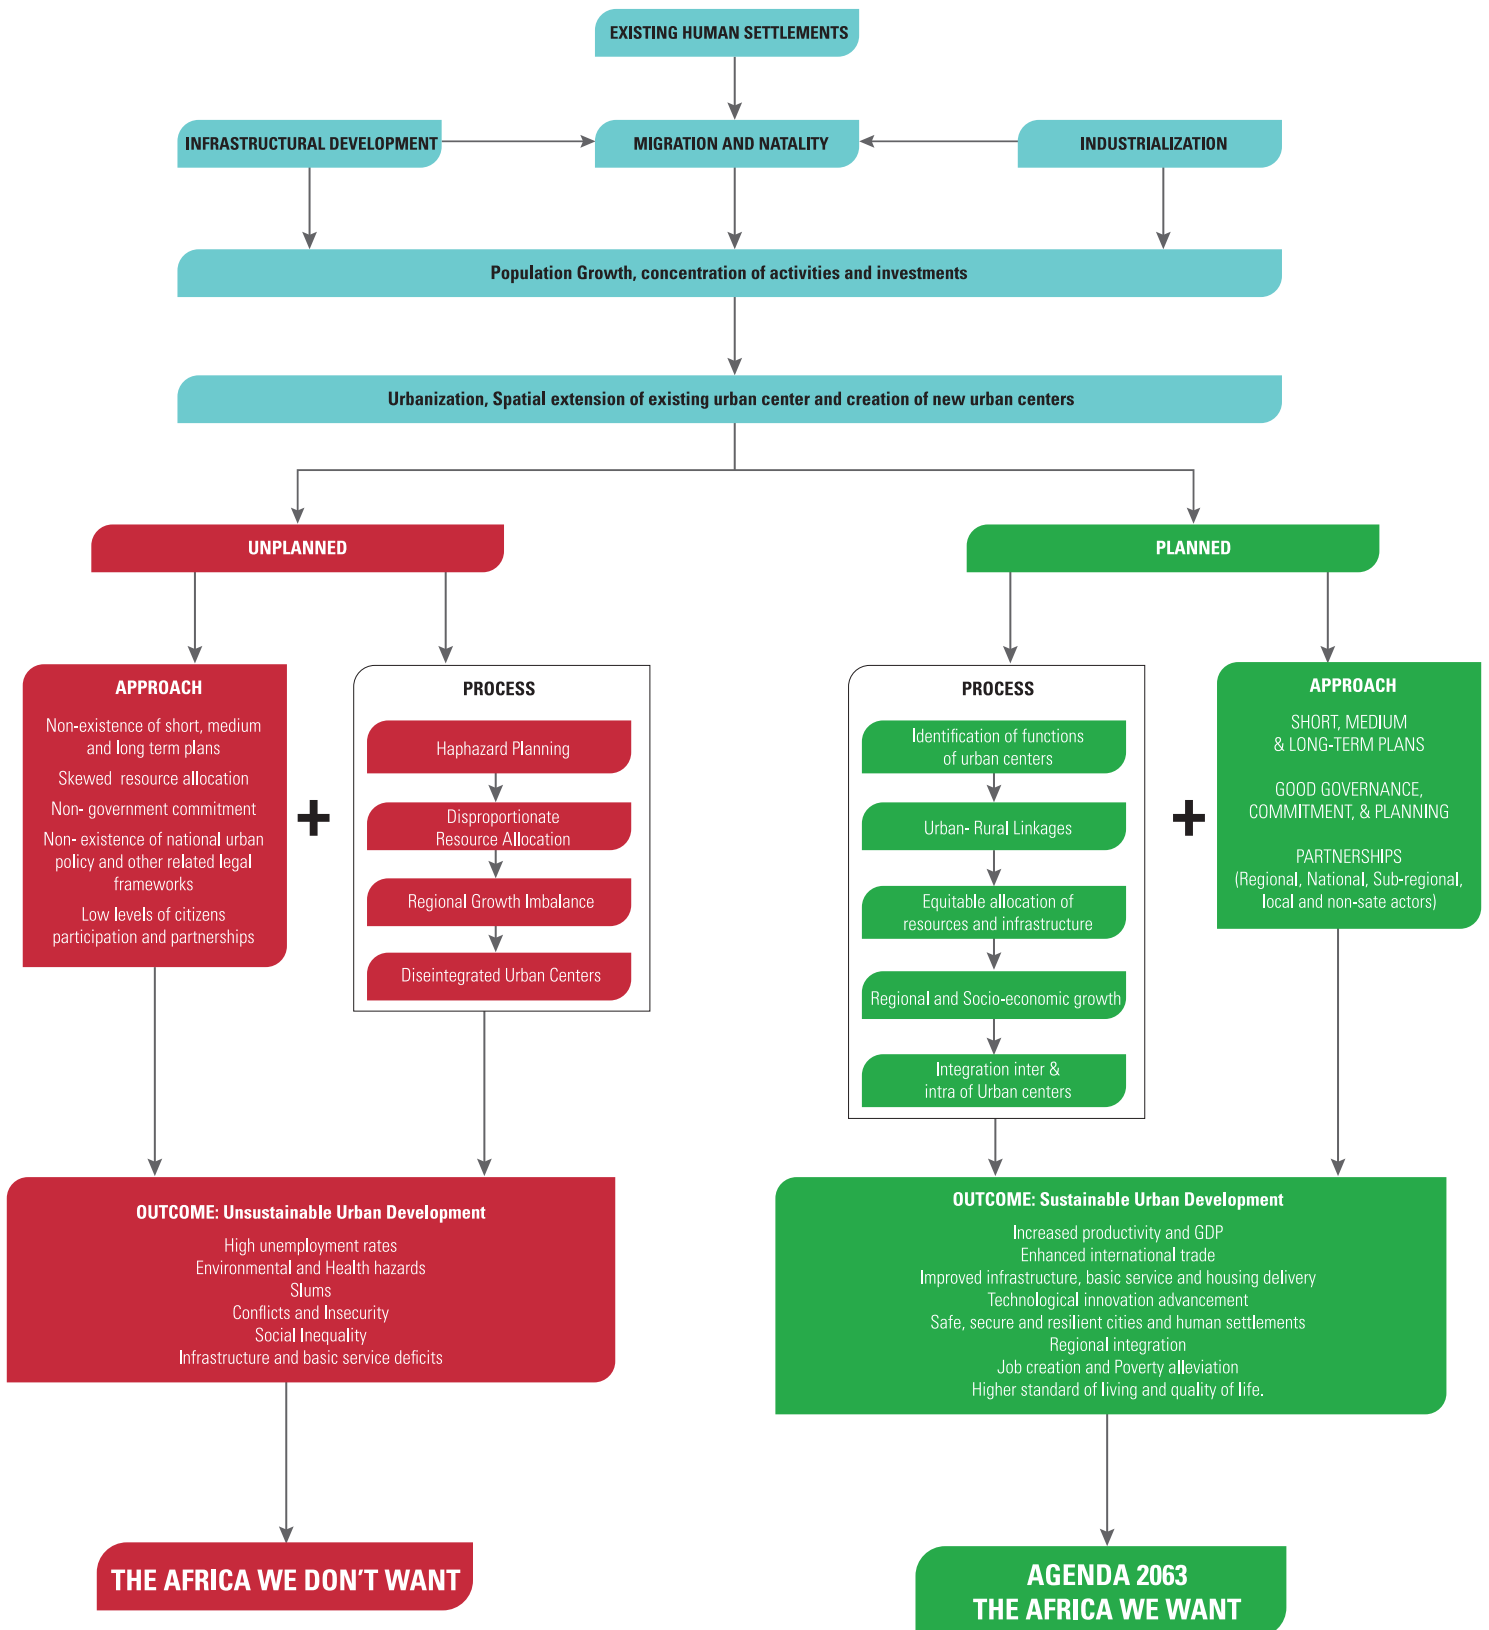 EXISTING HUMAN SETTLEMENTS
INFRASTRUCTURAL DEVELOPMENT
MIGRATION AND NATALITY
INDUSTRIALIZATION
Population Growth, concentration of activities and investments
Urbanization, Spatial extension of existing urban center and creation of new urban centers
UNPLANNED
APPROACH
Non-existence of short, medium
and long term plans
Skewed resource allocation
Non- government commitment
Non- existence of national urban
policy and other related legal
frameworks
Low levels of citizens
participation and partnerships
+
PROCESS
Haphazard Planning
Disproportionate
Resource Allocation
Regional Growth Imbalance
Diseintegrated Urban Centers
OUTCOME: Unsustainable Urban Development
High unemployment rates
Environmental and Health hazards
Slums
Conflicts and Insecurity
Social Inequality
Infrastructure and basic service deficits
THE AFRICA WE DON'T WANT
PLANNED
PROCESS
Identification of functions
of urban centers
Urban- Rural Linkages
Equitable allocation of
resources and infrastructure
Regional and Socio-economic growth
Integration inter &
intra of Urban centers
+
APPROACH
SHORT, MEDIUM
& LONG-TERM PLANS
GOOD GOVERNANCE,
COMMITMENT, & PLANNING
PARTNERSHIPS
(Regional, National, Sub-regional,
local and non-sate actors)
OUTCOME: Sustainable Urban Development
Increased productivity and GDP
Enhanced international trade
Improved infrastructure, basic service and housing delivery
Technological innovation advancement
Safe, secure and resilient cities and human settlements
Regional integration
Job creation and Poverty alleviation
Higher standard of living and quality of life.
AGENDA 2063
THE AFRICA WE WANT